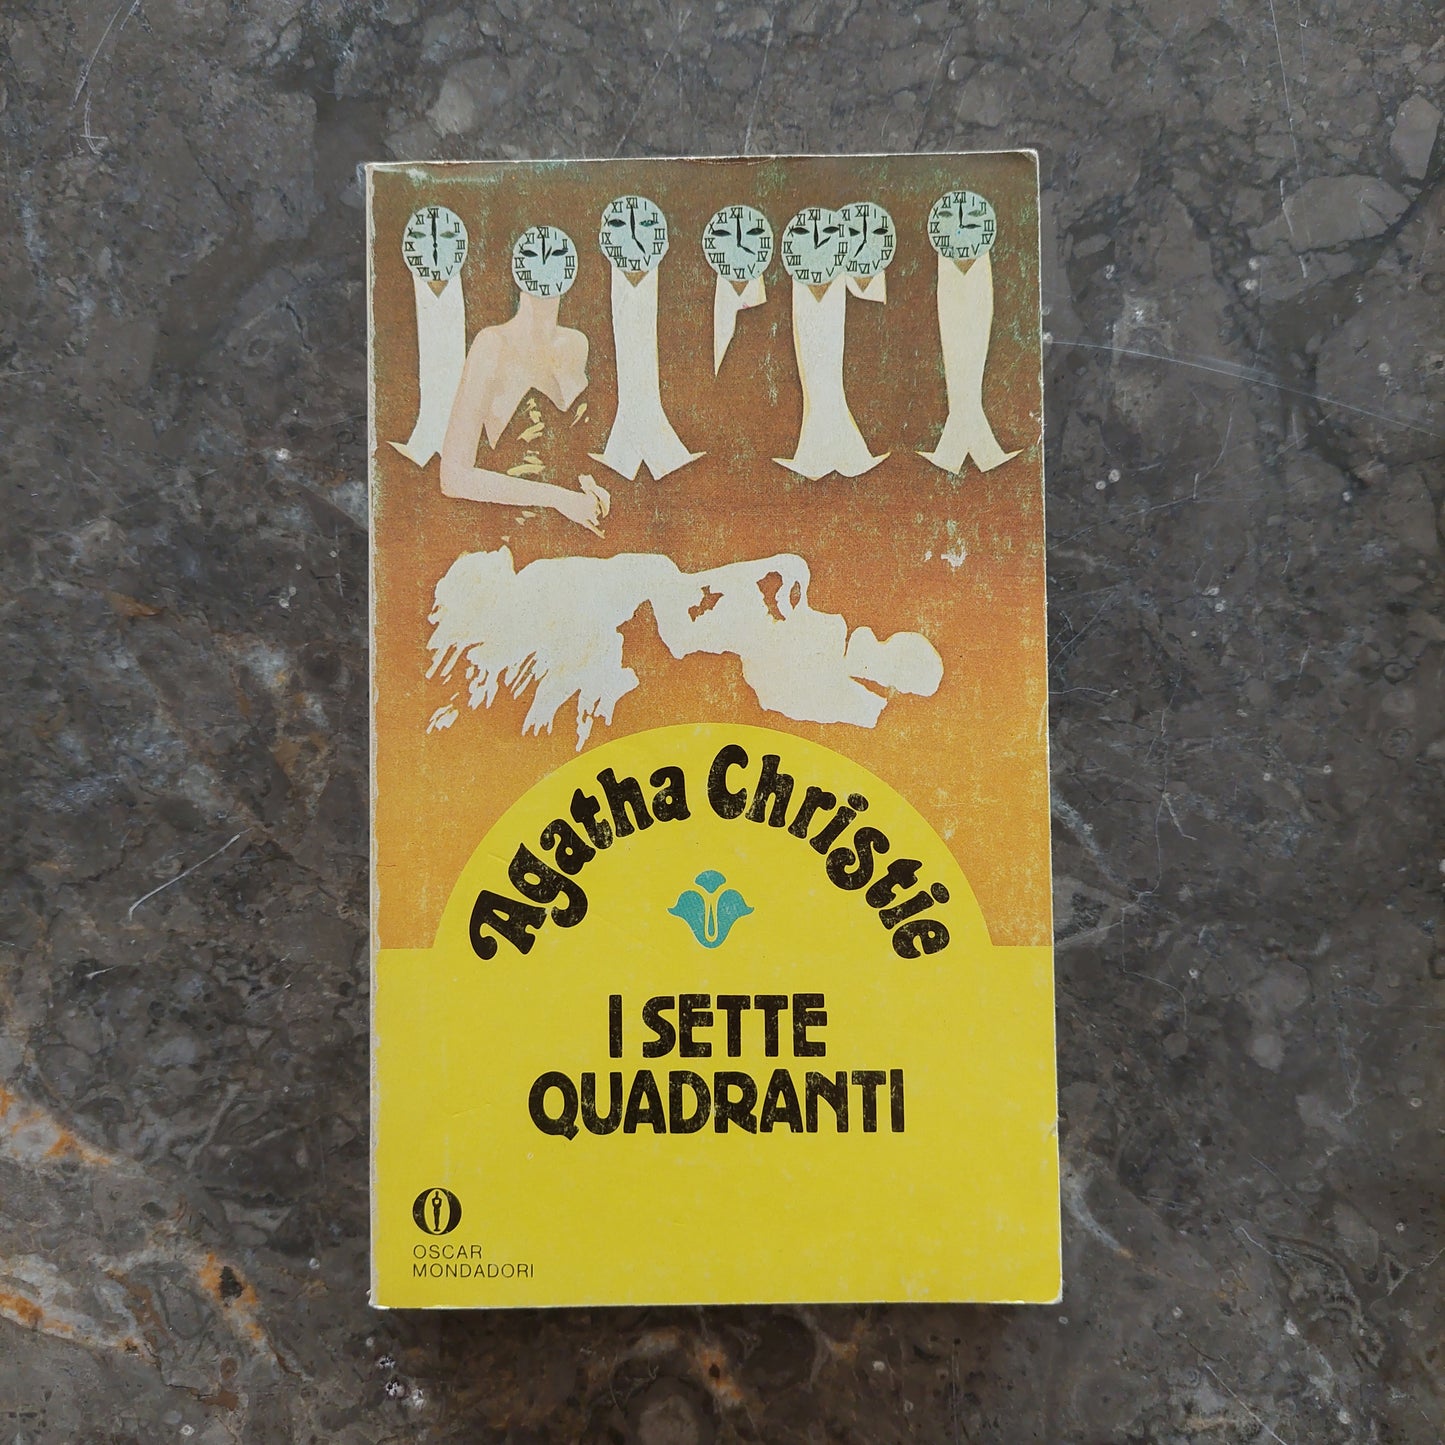 Agatha Christie
I SETTE
QUADRANTI
OSCAR
MONDADORI